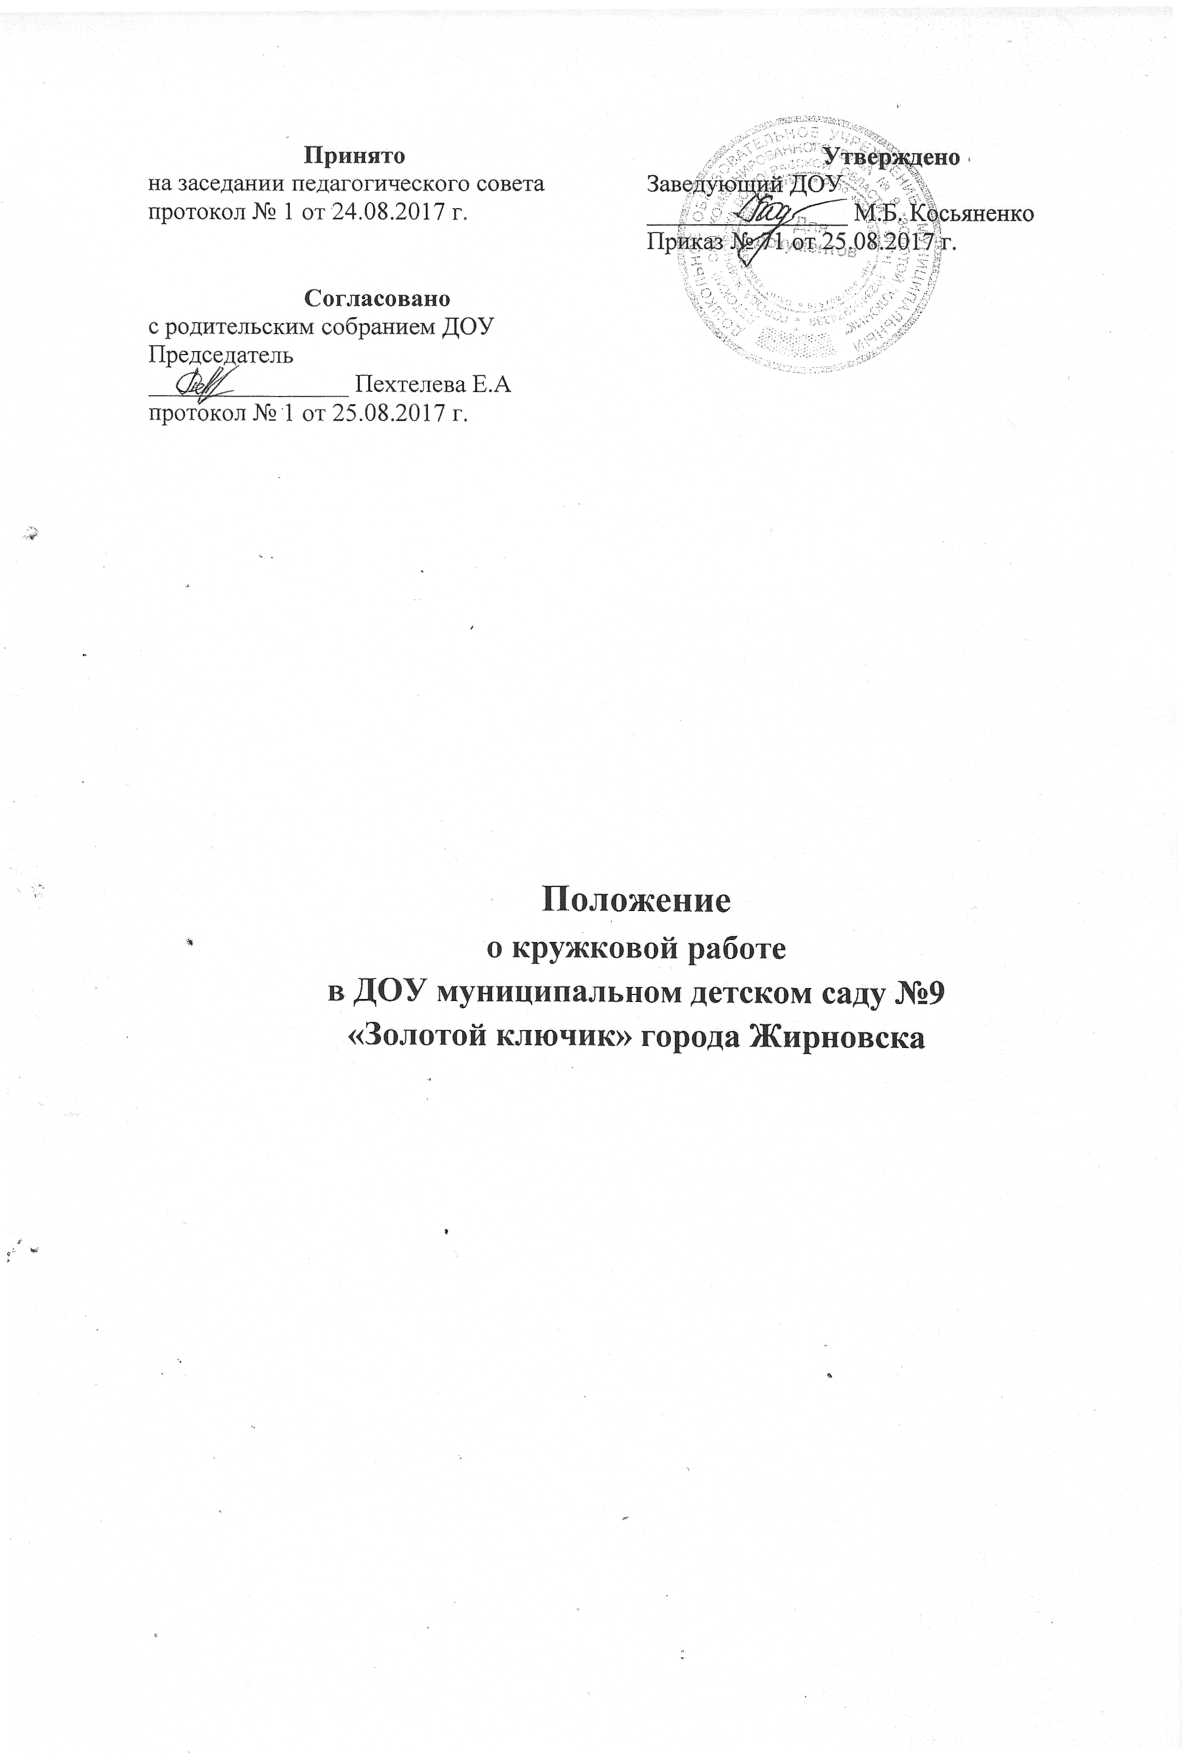 Принято
на заседании педагогического совета
протокол № 1 от 24.08.2017 г.
Утверждено
Заведующий ДОУ
М.Б. Косьяненко
Приказ № 71 от 25.08.2017 г.
Согласовано
с родительским собранием ДОУ
Председатель
Пехтелева Е.А
протокол № 1 от 25.08.2017 г.
Положение
о кружковой работе
в ДОУ муниципальном детском саду №9
«Золотой ключик» города Жирновска